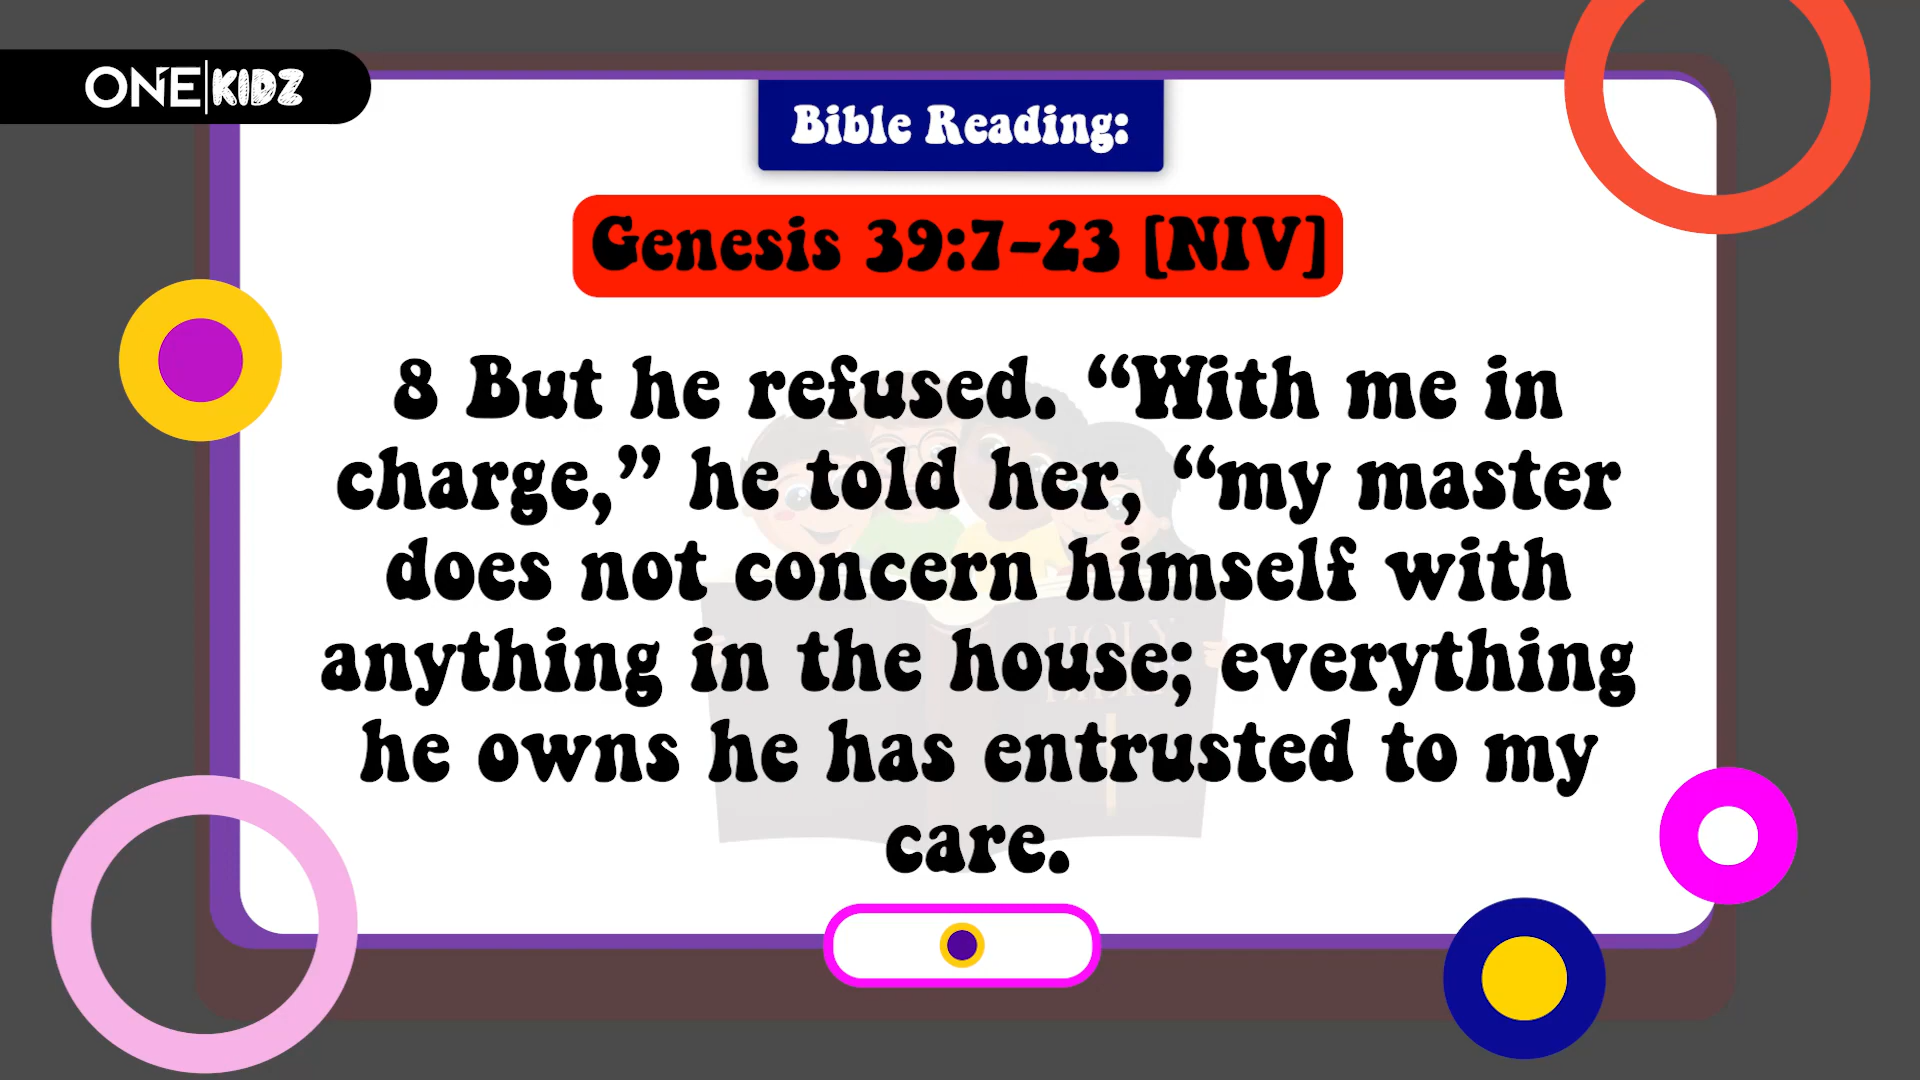 ONE|KIDZ
Bible Reading:
Genesis 39:7-23 [NIV]
8 But he refused. “With me in
charge,” he told her, “my master
does not concern himself with
anything in the house; everything
he owns he has entrusted to my
care.
HOLY
BIBLE